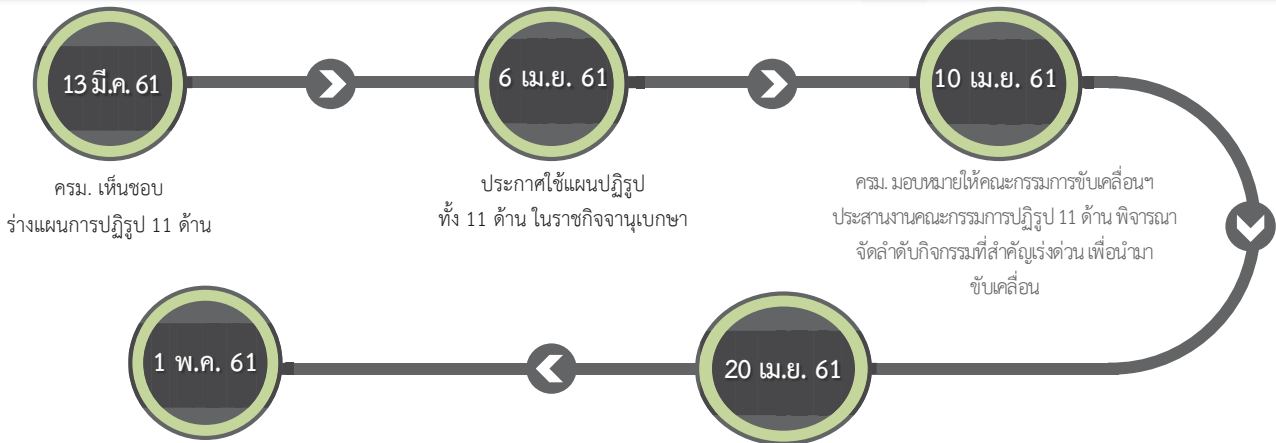 13 มี.ค. 61
ครม. เห็นชอบ
ร่างแผนการปฏิรูป 11 ด้าน
6 เม.ย. 61
ประกาศใช้แผนปฏิรูป
ทั้ง 11 ด้าน ในราชกิจจานุเบกษา
10 เม.ย. 61
ครม. มอบหมายให้คณะกรรมการขับเคลื่อนฯ
ประสานงานคณะกรรมการปฏิรูป 11 ด้าน พิจารณา
จัดลำดับกิจกรรมที่สำคัญเร่งด่วน เพื่อนำมา
ขับเคลื่อน
20 เม.ย. 61
1 พ.ค. 61